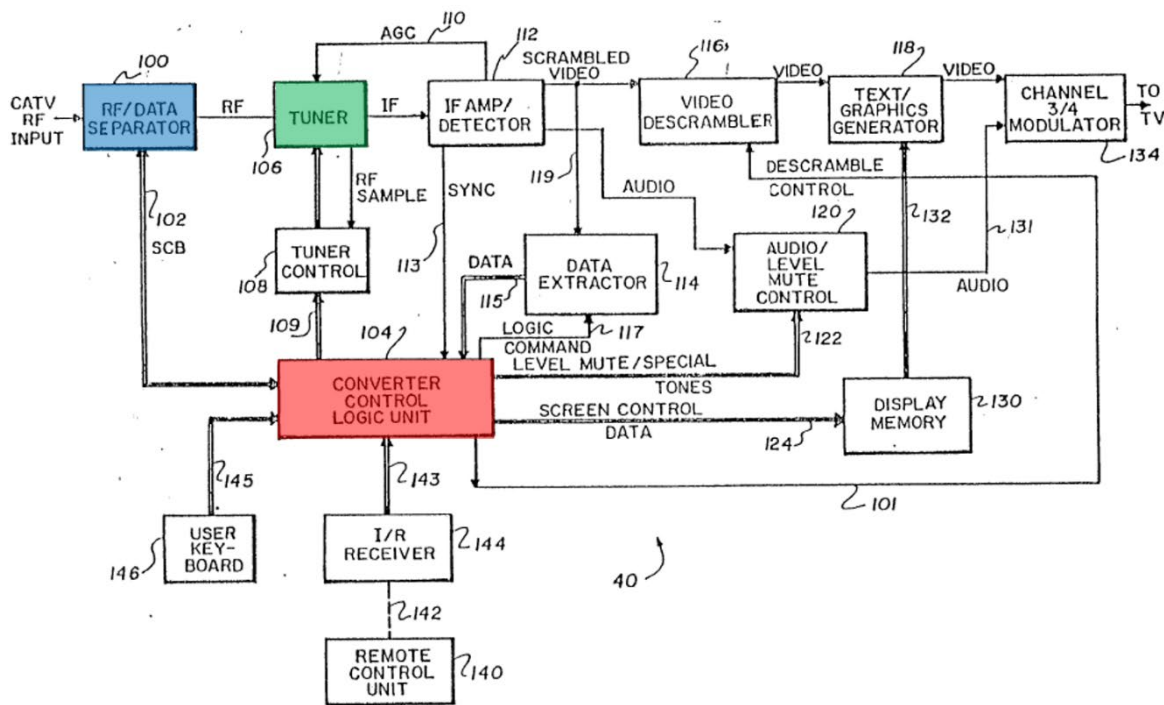 110
AGC
112
SCRAMBLED
VIDEO
116
VIDEO
118
VIDEO
100
CATV
RF
INPUT
RF/DATA
SEPARATOR
RF
TUNER
IF
IF AMP/
DETECTOR
VIDEO
DESCRAMBLER
TEXT/
GRAPHICS
GENERATOR
CHANNEL
3/4
MODULATOR
TO
TV
134
106
RF
SAMPLE
SYNC
119
AUDIO
DESCRAMBLE
CONTROL
102
SCB
TUNER
CONTROL
108
113
DATA
115
DATA
EXTRACTOR
114
120
AUDIO/
LEVEL
MUTE
CONTROL
132
131
AUDIO
109
104
LOGIC
COMMAND
117
122
LEVEL MUTE/SPECIAL
TONES
CONVERTER
CONTROL
LOGIC UNIT
SCREEN CONTROL
DATA
124
DISPLAY
MEMORY
130
145
143
101
USER
KEY-
BOARD
146
I/R
RECEIVER
144
40
142
REMOTE
CONTROL
UNIT
140